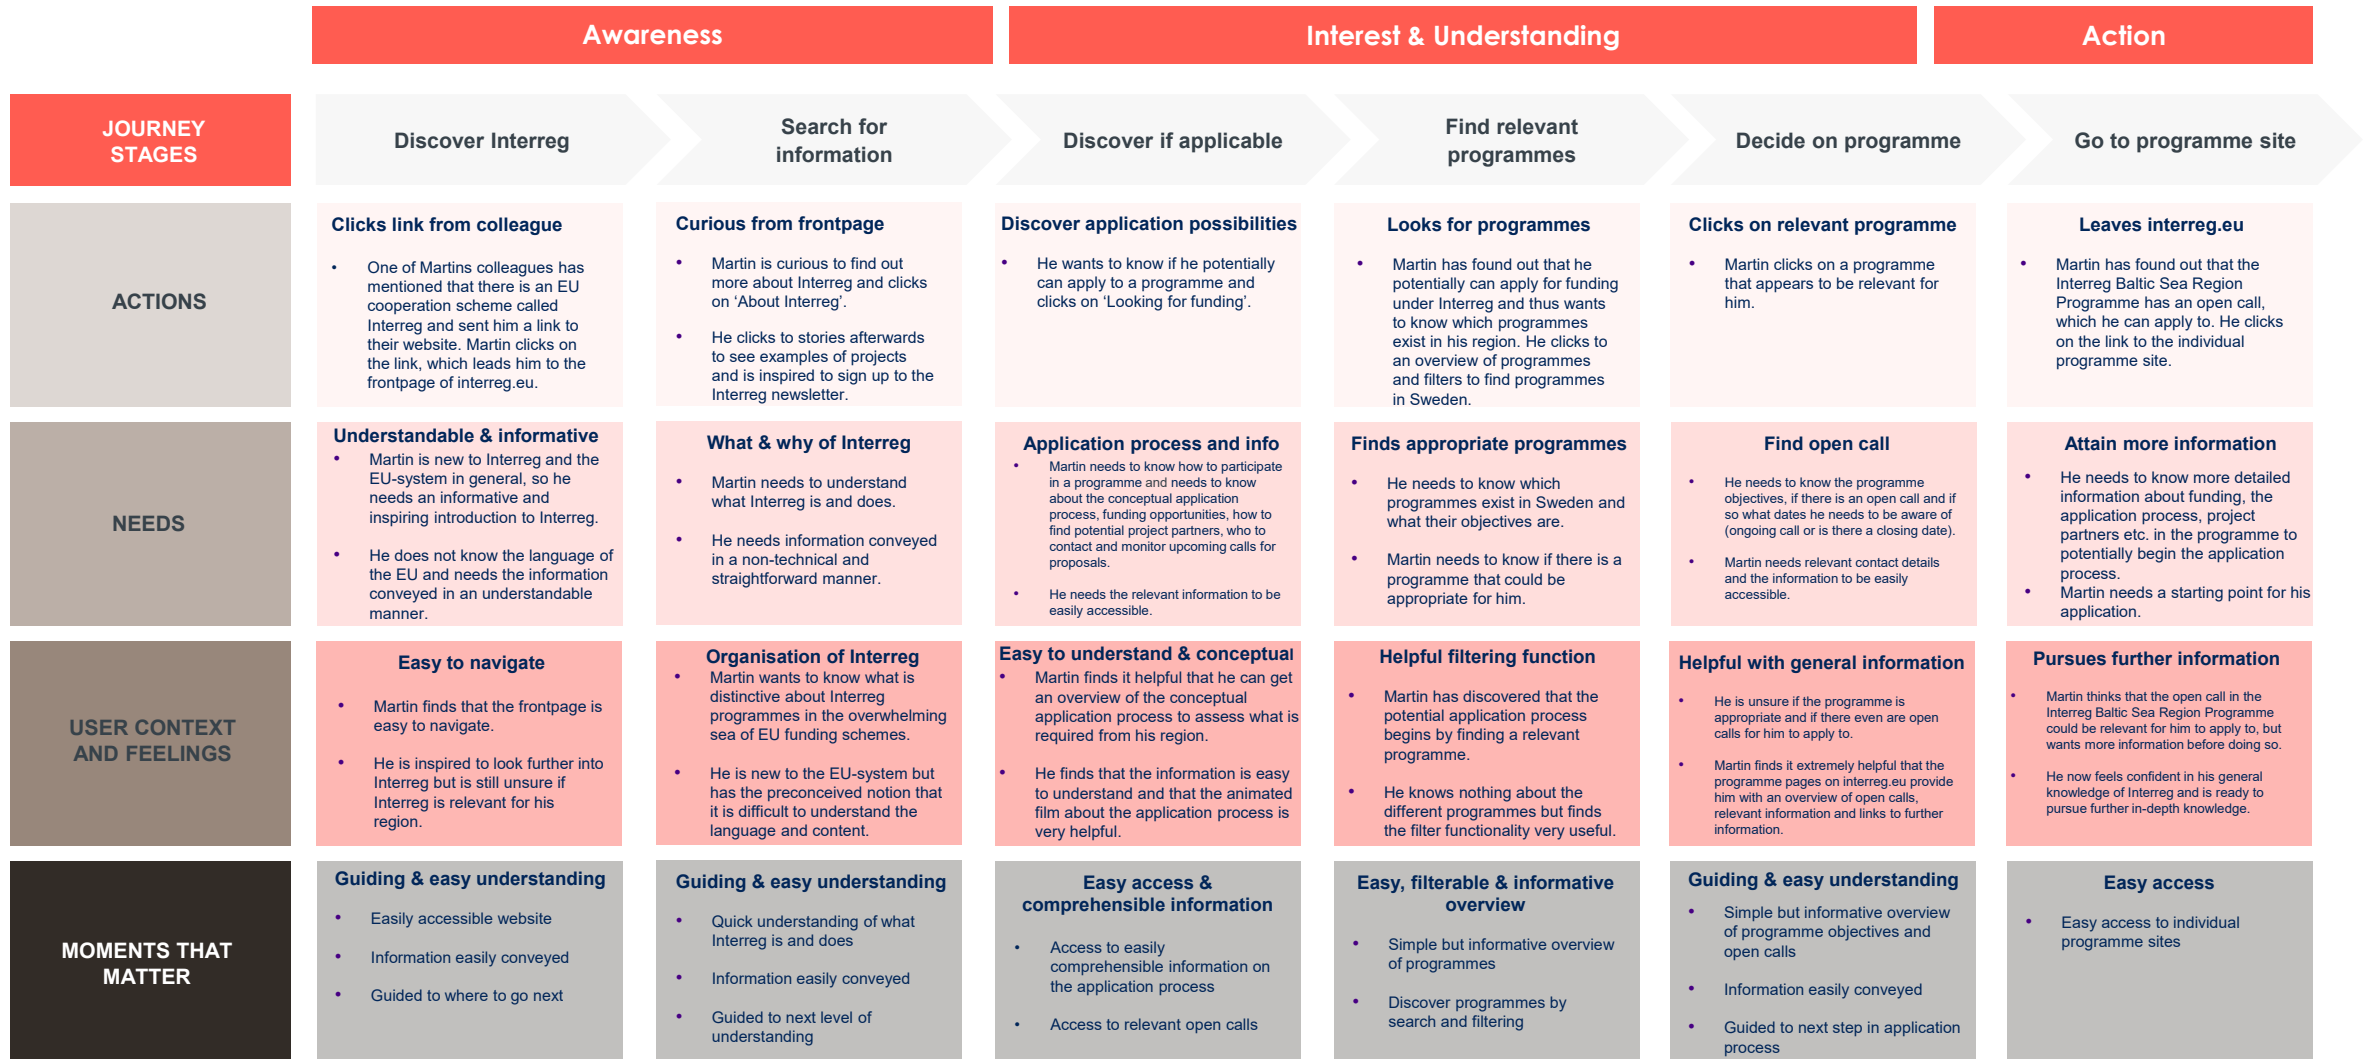 Awareness
Interest & Understanding
Action
JOURNEY
STAGES
Discover Interreg
Search for
information
Discover if applicable
Find relevant
programmes
Decide on programme
Go to programme site
ACTIONS
Clicks link from colleague
• One of Martins colleagues has
mentioned that there is an EU
cooperation scheme called
Interreg and sent him a link to
their website. Martin clicks on
the link, which leads him to the
frontpage of interreg.eu.
Curious from frontpage
• Martin is curious to find out
more about Interreg and clicks
on ‘About Interreg’.
• He clicks to stories afterwards
to see examples of projects
and is inspired to sign up to the
Interreg newsletter.
Discover application possibilities
• He wants to know if he potentially
can apply to a programme and
clicks on ‘Looking for funding’.
Looks for programmes
• Martin has found out that he
potentially can apply for funding
under Interreg and thus wants
to know which programmes
exist in his region. He clicks to
an overview of programmes
and filters to find programmes
in Sweden.
Clicks on relevant programme
• Martin clicks on a programme
that appears to be relevant for
him.
Leaves interreg.eu
• Martin has found out that the
Interreg Baltic Sea Region
Programme has an open call,
which he can apply to. He clicks
on the link to the individual
programme site.
NEEDS
Understandable & informative
• Martin is new to Interreg and the
EU-system in general, so he
needs an informative and
inspiring introduction to Interreg.
• He does not know the language of
the EU and needs the information
conveyed in an understandable
manner.
What & why of Interreg
• Martin needs to understand
what Interreg is and does.
• He needs information conveyed
in a non-technical and
straightforward manner.
Application process and info
• Martin needs to know how to participate
in a programme and needs to know
about the conceptual application
process, funding opportunities, how to
find potential project partners, who to
contact and monitor upcoming calls for
proposals.
• He needs the relevant information to be
easily accessible.
Finds appropriate programmes
• He needs to know which
programmes exist in Sweden and
what their objectives are.
• Martin needs to know if there is a
programme that could be
appropriate for him.
Find open call
• He needs to know the programme
objectives, if there is an open call and if
so what dates he needs to be aware of
(ongoing call or is there a closing date).
• Martin needs relevant contact details
and the information to be easily
accessible.
Attain more information
• He needs to know more detailed
information about funding, the
application process, project
partners etc. in the programme to
potentially begin the application
process.
• Martin needs a starting point for his
application.
USER CONTEXT
AND FEELINGS
Easy to navigate
• Martin finds that the frontpage is
easy to navigate.
• He is inspired to look further into
Interreg but is still unsure if
Interreg is relevant for his
region.
Organisation of Interreg
• Martin wants to know what is
distinctive about Interreg
programmes in the overwhelming
sea of EU funding schemes.
• He is new to the EU-system but
has the preconceived notion that
it is difficult to understand the
language and content.
Easy to understand & conceptual
• Martin finds it helpful that he can get
an overview of the conceptual
application process to assess what is
required from his region.
• He finds that the information is easy
to understand and that the animated
film about the application process is
very helpful.
Helpful filtering function
• Martin has discovered that the
potential application process
begins by finding a relevant
programme.
• He knows nothing about the
different programmes but finds
the filter functionality very useful.
Helpful with general information
• He is unsure if the programme is
appropriate and if there even are open
calls for him to apply to.
• Martin finds it extremely helpful that the
programme pages on interreg.eu provide
him with an overview of open calls,
relevant information and links to further
information.
Pursues further information
• Martin thinks that the open call in the
Interreg Baltic Sea Region Programme
could be relevant for him to apply to, but
wants more information before doing so.
• He now feels confident in his general
knowledge of Interreg and is ready to
pursue further in-depth knowledge.
MOMENTS THAT
MATTER
Guiding & easy understanding
• Easily accessible website
• Information easily conveyed
• Guided to where to go next
Guiding & easy understanding
• Quick understanding of what
Interreg is and does
• Information easily conveyed
• Guided to next level of
understanding
Easy access &
comprehensible information
• Access to easily
comprehensible information on
the application process
• Access to relevant open calls
Easy, filterable & informative
overview
• Simple but informative overview
of programmes
• Discover programmes by
search and filtering
Guiding & easy understanding
• Simple but informative overview
of programme objectives and
open calls
• Information easily conveyed
• Guided to next step in application
process
Easy access
• Easy access to individual
programme sites